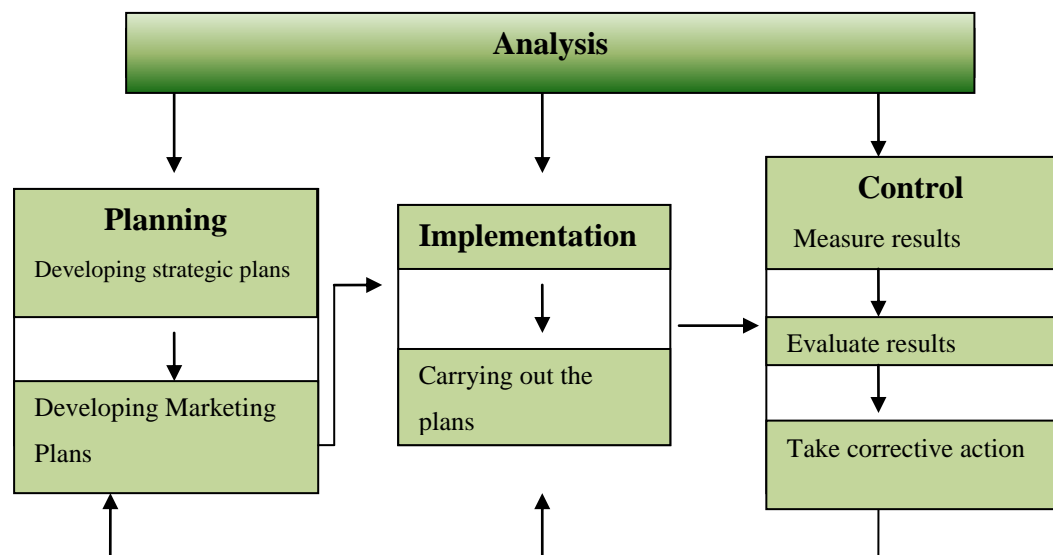 Analysis
Planning
Developing strategic plans
Developing Marketing
Plans
Implementation
Carrying out the
plans
Control
Measure results
Evaluate results
Take corrective action